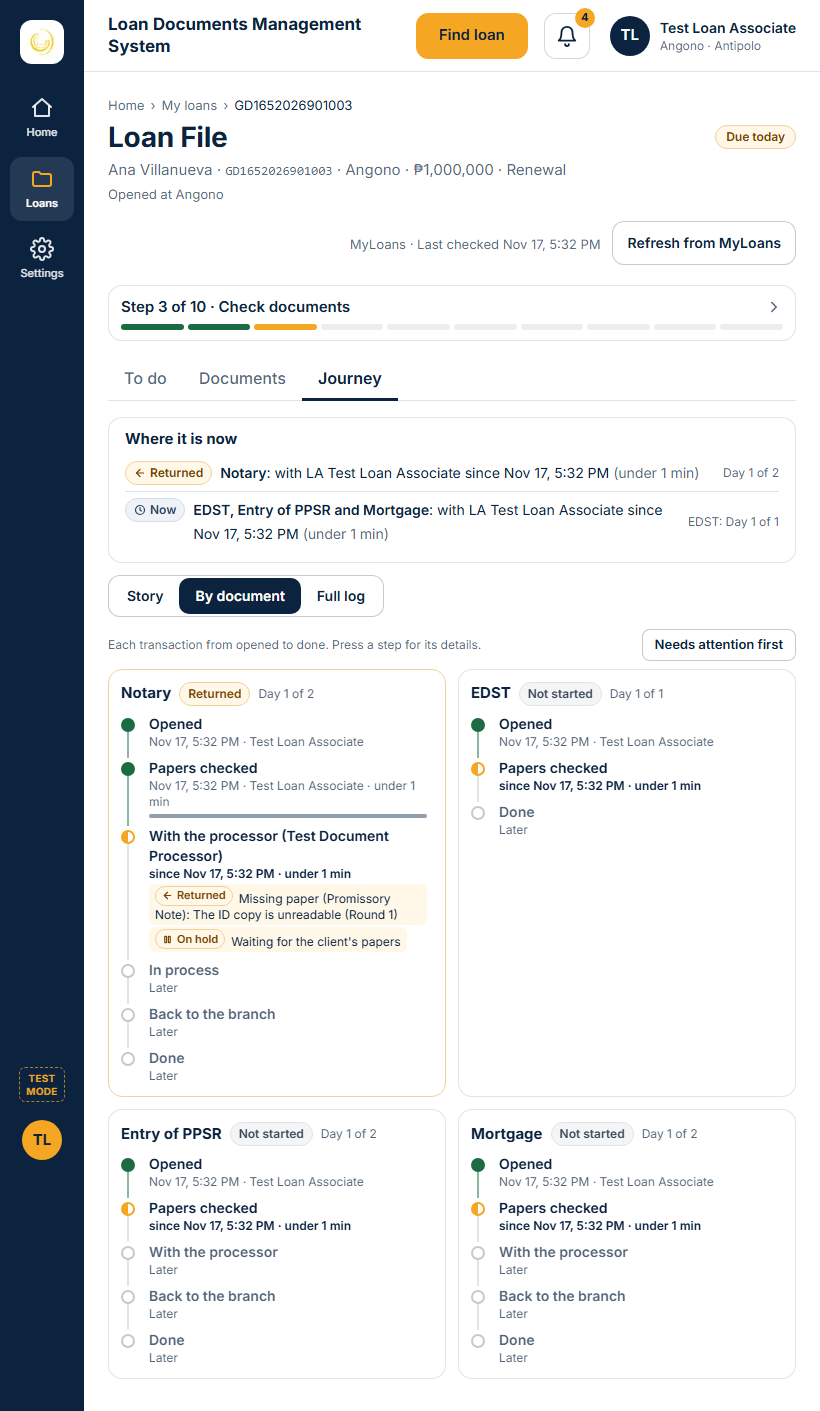 Loan Documents Management
System
Find loan
4
TL
Test Loan Associate
Angono · Antipolo
Home
Loans
Settings
TEST
MODE
TL
Home › My loans › GD1652026901003
Loan File
Due today
Ana Villanueva · GD1652026901003 · Angono · ₱1,000,000 · Renewal
Opened at Angono
MyLoans · Last checked Nov 17, 5:32 PM
Refresh from MyLoans
Step 3 of 10 · Check documents
To do
Documents
Journey
Where it is now
Returned Notary: with LA Test Loan Associate since Nov 17, 5:32 PM (under 1 min) Day 1 of 2
Now EDST, Entry of PPSR and Mortgage: with LA Test Loan Associate since
Nov 17, 5:32 PM (under 1 min)
EDST: Day 1 of 1
Story
By document
Full log
Each transaction from opened to done. Press a step for its details.
Needs attention first
Notary Returned Day 1 of 2
Opened
Nov 17, 5:32 PM · Test Loan Associate
Papers checked
Nov 17, 5:32 PM · Test Loan Associate · under 1
min
With the processor (Test Document
Processor)
since Nov 17, 5:32 PM · under 1 min
Returned Missing paper (Promissory
Note): The ID copy is unreadable (Round 1)
On hold Waiting for the client's papers
In process
Later
Back to the branch
Later
Done
Later
EDST Not started Day 1 of 1
Opened
Nov 17, 5:32 PM · Test Loan Associate
Papers checked
since Nov 17, 5:32 PM · under 1 min
Done
Later
Entry of PPSR Not started Day 1 of 2
Opened
Nov 17, 5:32 PM · Test Loan Associate
Papers checked
since Nov 17, 5:32 PM · under 1 min
With the processor
Later
Back to the branch
Later
Done
Later
Mortgage Not started Day 1 of 2
Opened
Nov 17, 5:32 PM · Test Loan Associate
Papers checked
since Nov 17, 5:32 PM · under 1 min
With the processor
Later
Back to the branch
Later
Done
Later